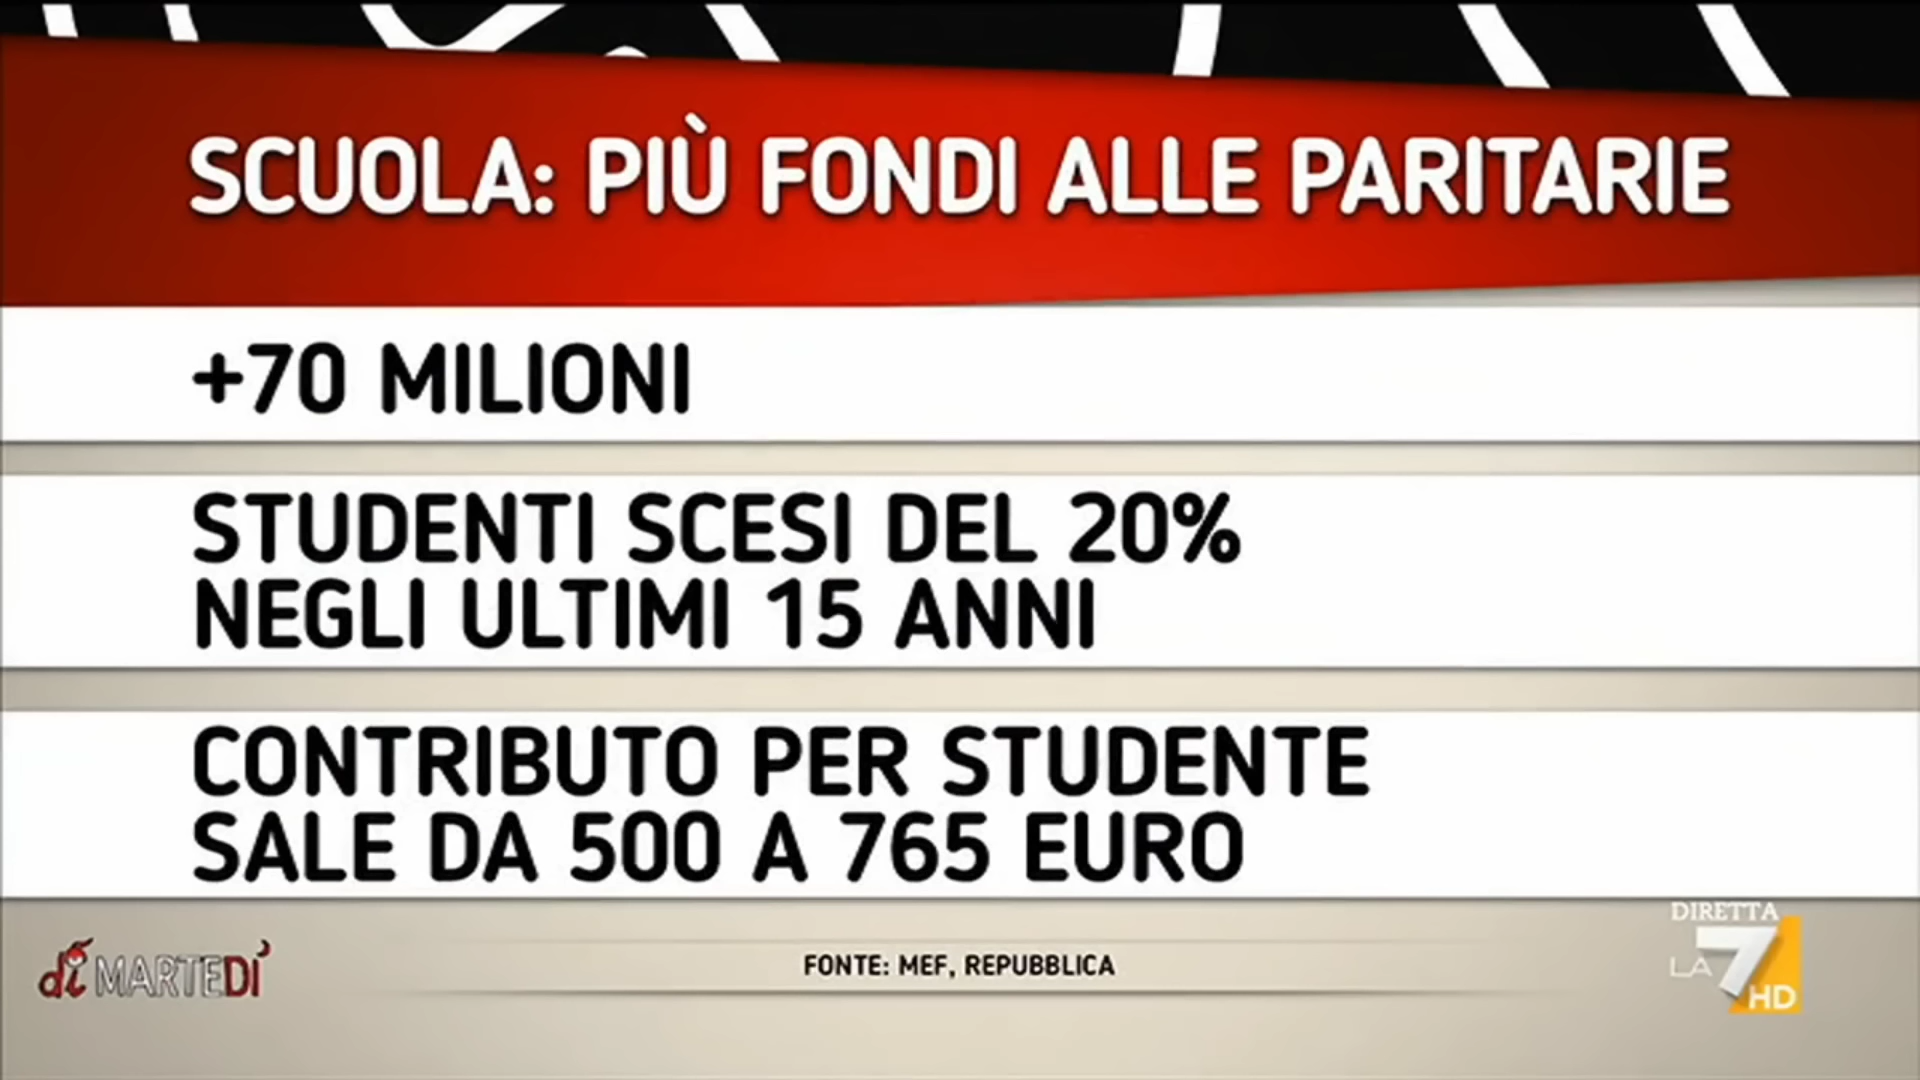 SCUOLA: PIÙ FONDI ALLE PARITARIE
+70 MILIONI
STUDENTI SCESI DEL 20%
NEGLI ULTIMI 15 ANNI
CONTRIBUTO PER STUDENTE
SALE DA 500 A 765 EURO
DIRETTA
LA 7 HD
di MARTEDì
FONTE: MEF, REPUBBLICA